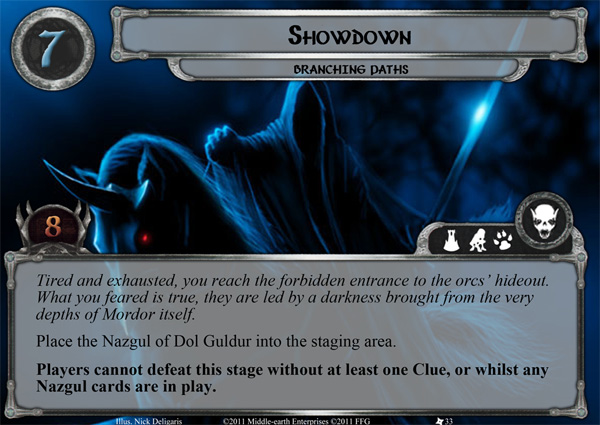 7
SHOWDOWN
BRANCHING PATHS
8
Tired and exhausted, you reach the forbidden entrance to the orcs' hideout.
What you feared is true, they are led by a darkness brought from the very
depths of Mordor itself.
Place the Nazgul of Dol Guldur into the staging area.
Players cannot defeat this stage without at least one Clue, or whilst any
Nazgul cards are in play.
Illus. Nick Deligaris ©2011 Middle-earth Enterprises ©2011 FFG 33